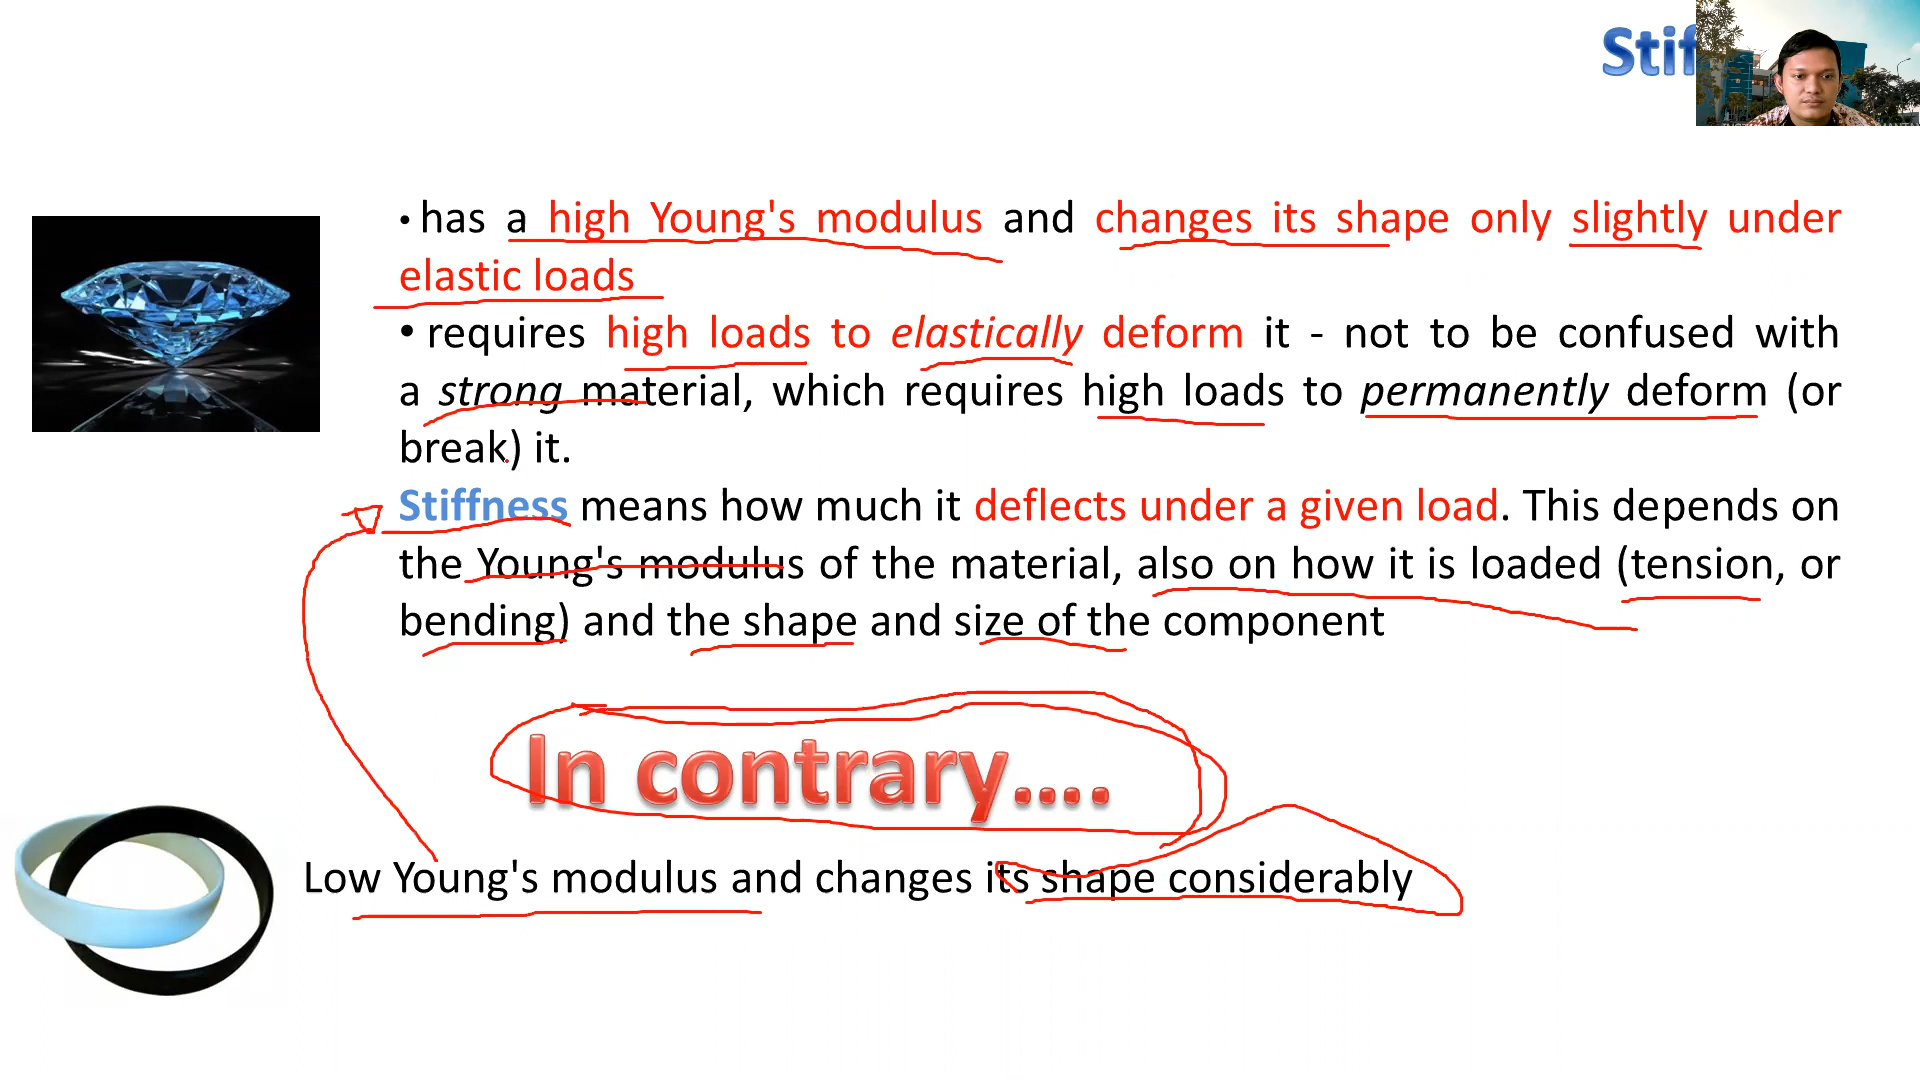 Stif
• has a high Young's modulus and changes its shape only slightly under
elastic loads
• requires high loads to elastically deform it - not to be confused with
a strong material, which requires high loads to permanently deform (or
break) it.
Stiffness means how much it deflects under a given load. This depends on
the Young's modulus of the material, also on how it is loaded (tension, or
bending) and the shape and size of the component
In contrary....
Low Young's modulus and changes its shape considerably